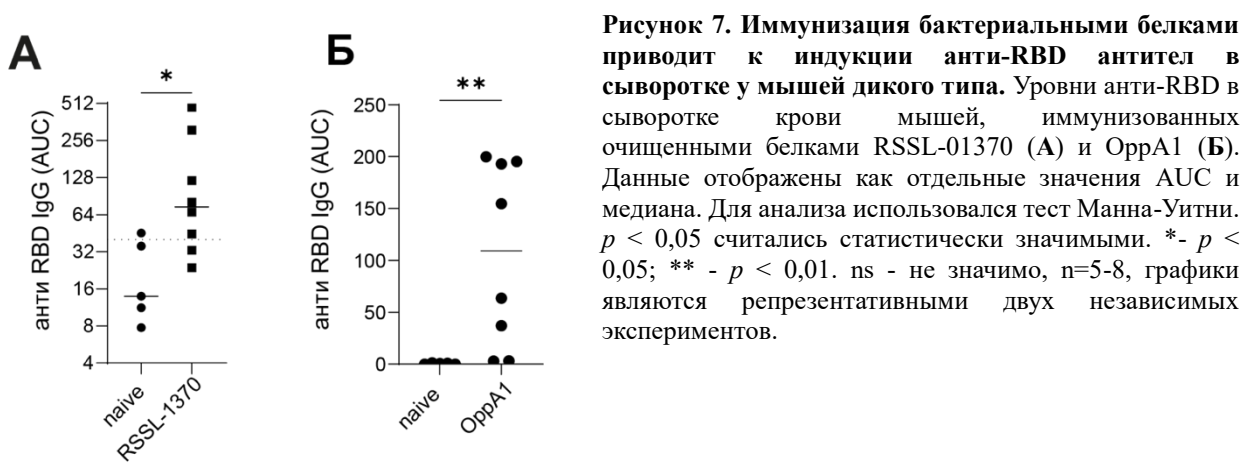 А
*
анти RBD IgG (AUC)
512
256
128
64
32
16
8
4
naive
RSSL-1370
Б
**
анти RBD IgG (AUC)
250
200
150
100
50
0
naive
OppA1
Рисунок 7. Иммунизация бактериальными белками
приводит к индукции анти-RBD антител в
сыворотке у мышей дикого типа. Уровни анти-RBD в
сыворотке крови мышей, иммунизованных
очищенными белками RSSL-01370 (А) и OppA1 (Б).
Данные отображены как отдельные значения AUC и
медиана. Для анализа использовался тест Манна-Уитни.
p < 0,05 считались статистически значимыми. *- p <
0,05; ** - p < 0,01. ns - не значимо, n=5-8, графики
являются репрезентативными двух независимых
экспериментов.